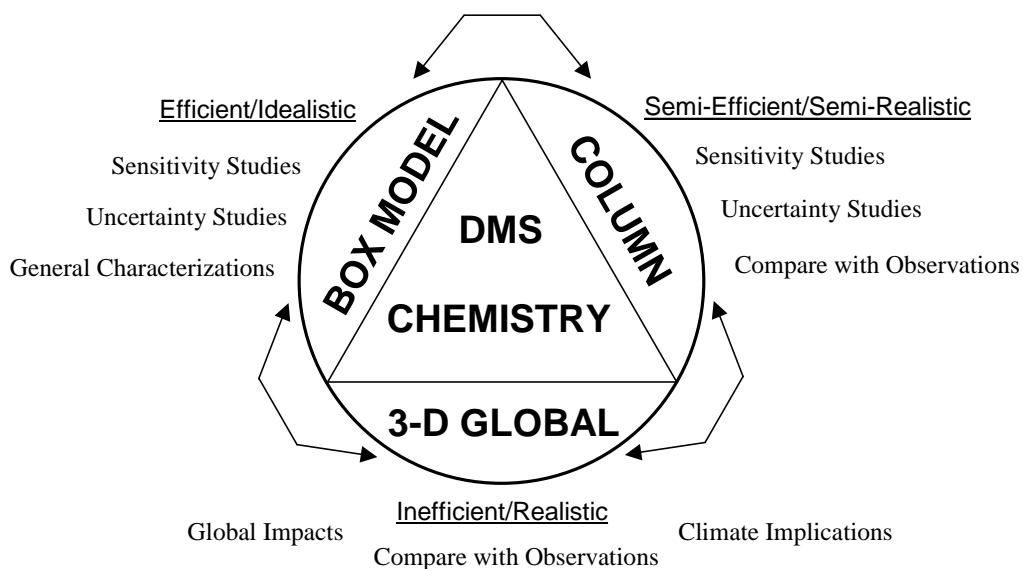 Efficient/Idealistic
Sensitivity Studies
Uncertainty Studies
General Characterizations
BOX MODEL
DMS
CHEMISTRY
COLUMN
Semi-Efficient/Semi-Realistic
Sensitivity Studies
Uncertainty Studies
Compare with Observations
3-D GLOBAL
Inefficient/Realistic
Global Impacts
Compare with Observations
Climate Implications